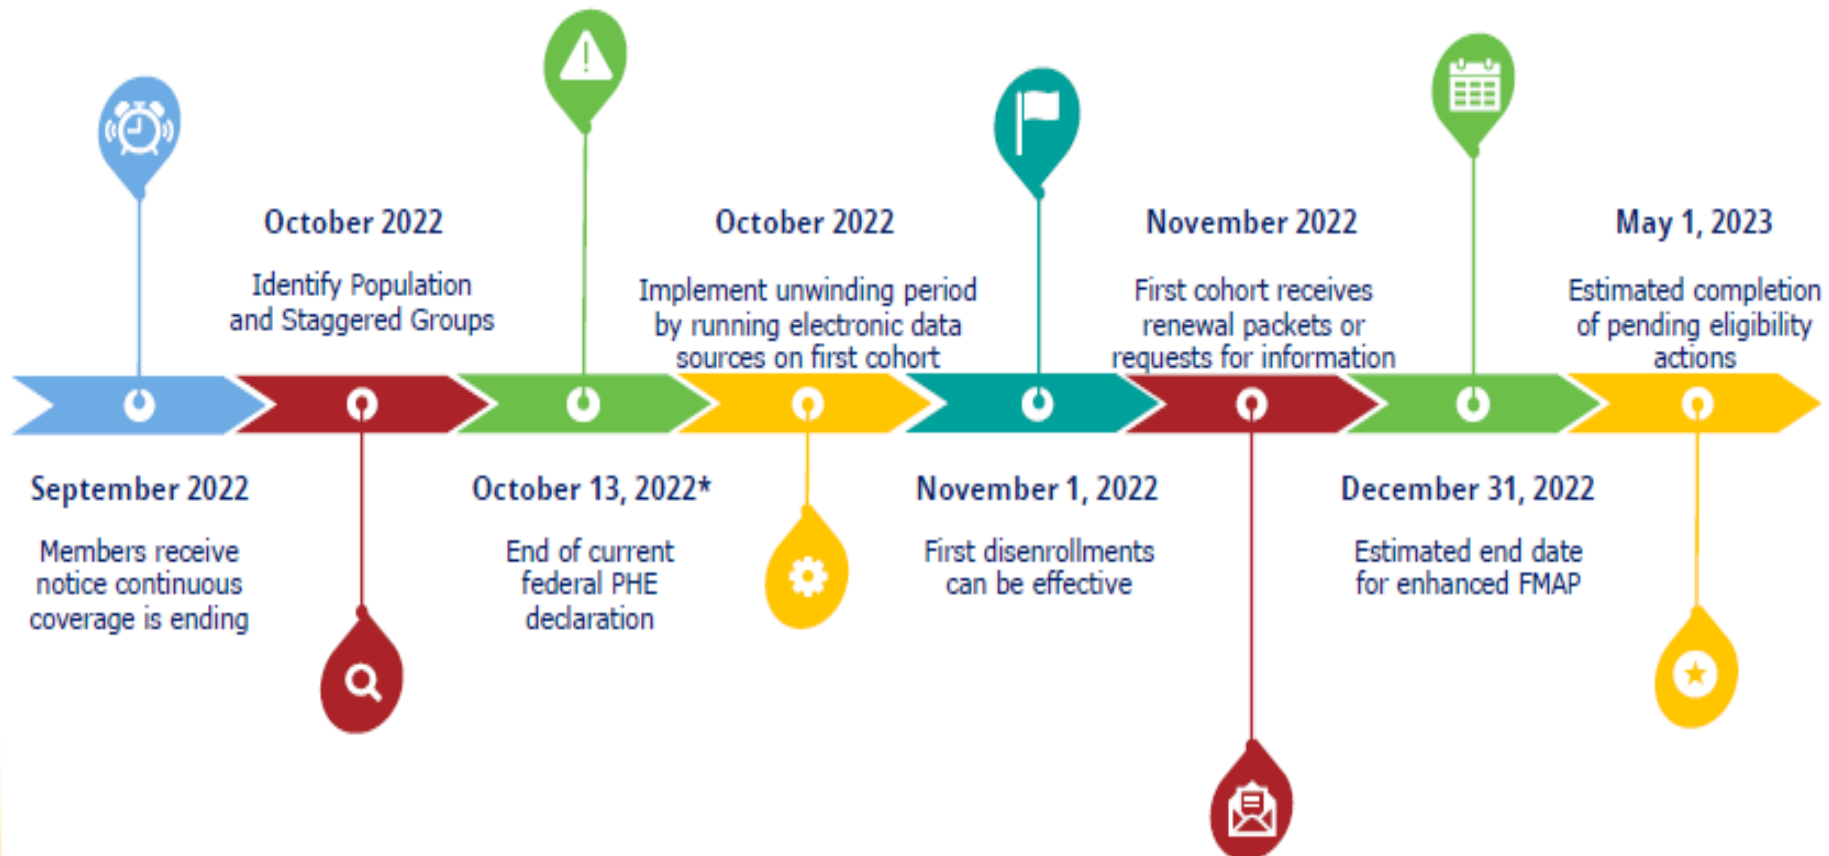 September 2022
Members receive
notice continuous
coverage is ending
October 2022
Identify Population
and Staggered Groups
October 13, 2022*
End of current
federal PHE
declaration
October 2022
Implement unwinding period
by running electronic data
sources on first cohort
November 1, 2022
First disenrollments
can be effective
November 2022
First cohort receives
renewal packets or
requests for information
December 31, 2022
Estimated end date
for enhanced FMAP
May 1, 2023
Estimated completion
of pending eligibility
actions